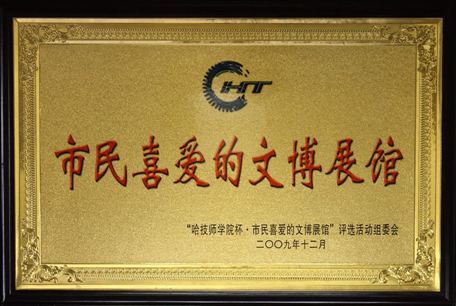 HT
市民喜爱的文博展馆
“哈技师学院杯·市民喜爱的文博展馆”评选活动组委会
二〇〇九年十二月